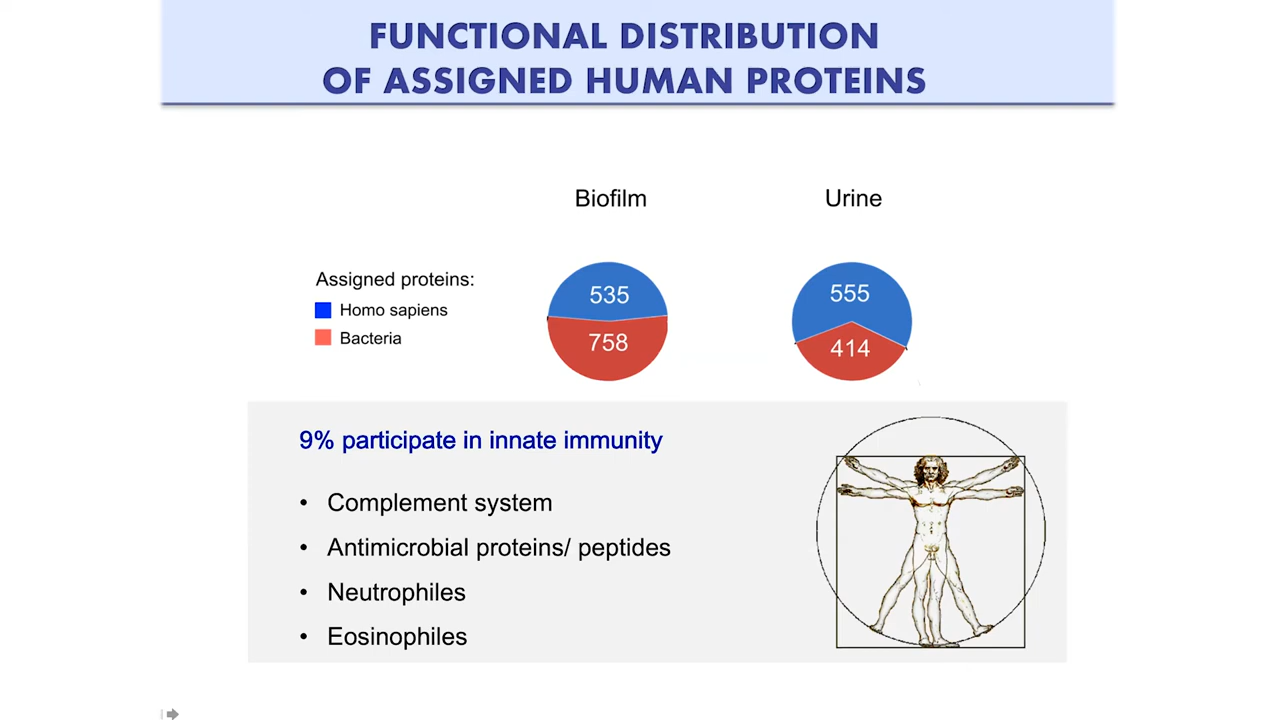 FUNCTIONAL DISTRIBUTION
OF ASSIGNED HUMAN PROTEINS
Biofilm
Urine
Assigned proteins:
Homo sapiens
Bacteria
535
758
555
414
9% participate in innate immunity
• Complement system
• Antimicrobial proteins/ peptides
• Neutrophiles
• Eosinophiles